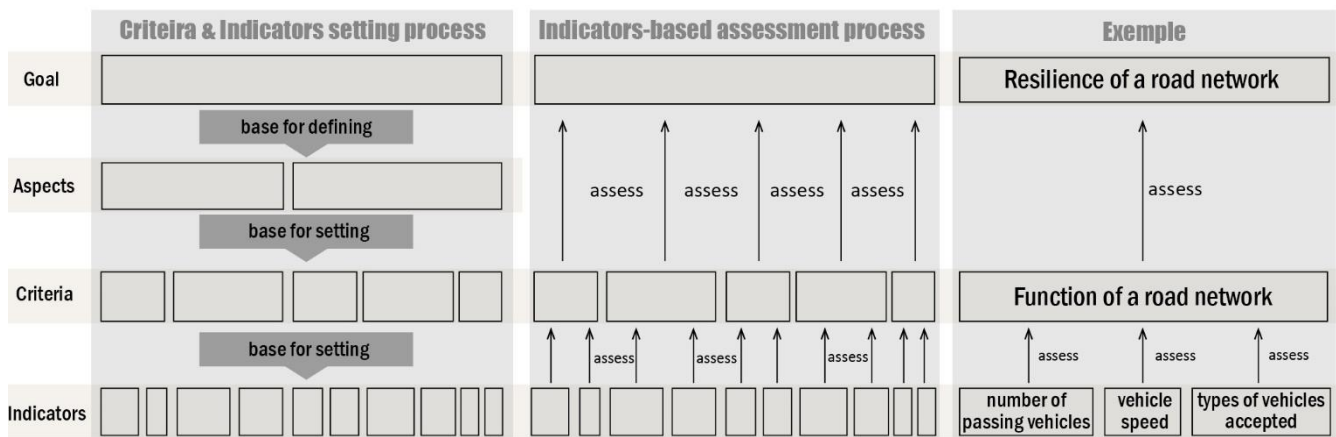 Criteira & Indicators setting process
Indicators-based assessment process
Exemple
Goal
Resilience of a road network
base for defining
Aspects
assess
assess
assess
assess
assess
base for setting
Criteria
Function of a road network
base for setting
assess
assess
assess
assess
assess
assess
Indicators
number of
passing vehicles
vehicle
speed
types of vehicles
accepted